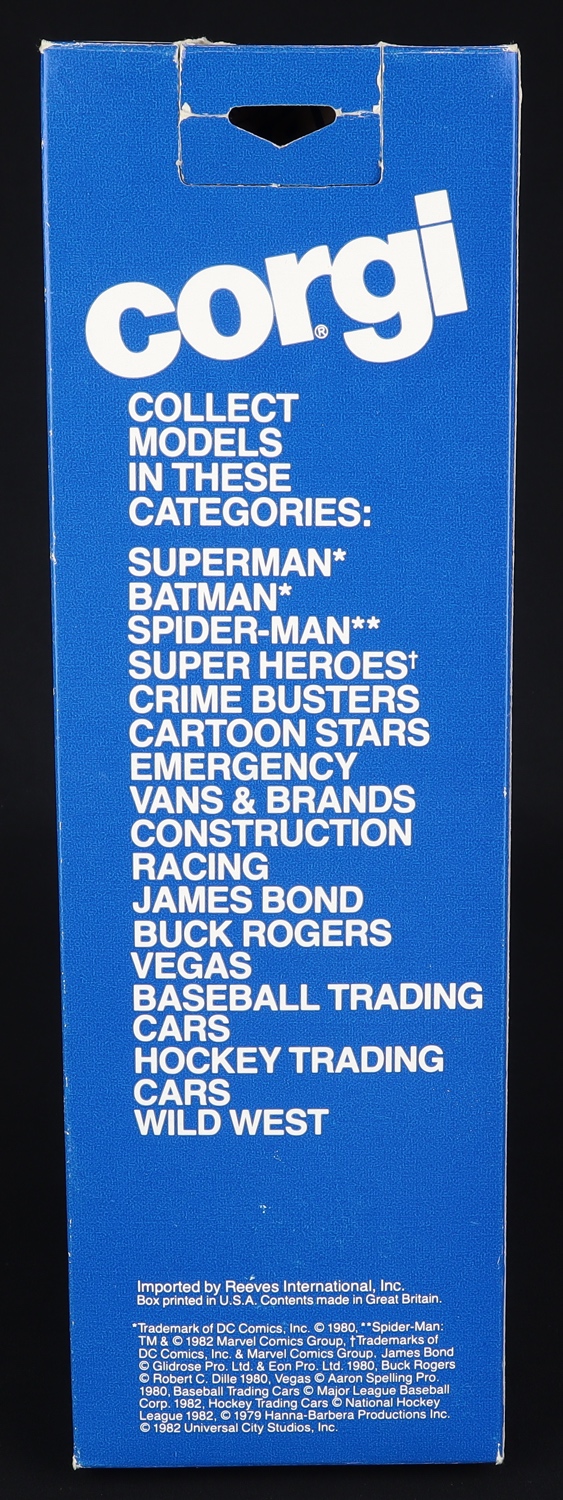 corgi®
COLLECT
MODELS
IN THESE
CATEGORIES:
SUPERMAN*
BATMAN*
SPIDER-MAN**
SUPER HEROES†
CRIME BUSTERS
CARTOON STARS
EMERGENCY
VANS & BRANDS
CONSTRUCTION
RACING
JAMES BOND
BUCK ROGERS
VEGAS
BASEBALL TRADING
CARS
HOCKEY TRADING
CARS
WILD WEST
Imported by Reeves International, Inc.
Box printed in U.S.A. Contents made in Great Britain.
*Trademark of DC Comics, Inc. © 1980, **Spider-Man:
TM & © 1982 Marvel Comics Group, †Trademarks of
DC Comics, Inc. & Marvel Comics Group. James Bond
© Glidrose Pro. Ltd. & Eon Pro. Ltd. 1980, Buck Rogers
© Robert C. Dille 1980, Vegas © Aaron Spelling Pro.
1980, Baseball Trading Cars © Major League Baseball
Corp. 1982, Hockey Trading Cars © National Hockey
League 1982, © 1979 Hanna-Barbera Productions Inc.
© 1982 Universal City Studios, Inc.